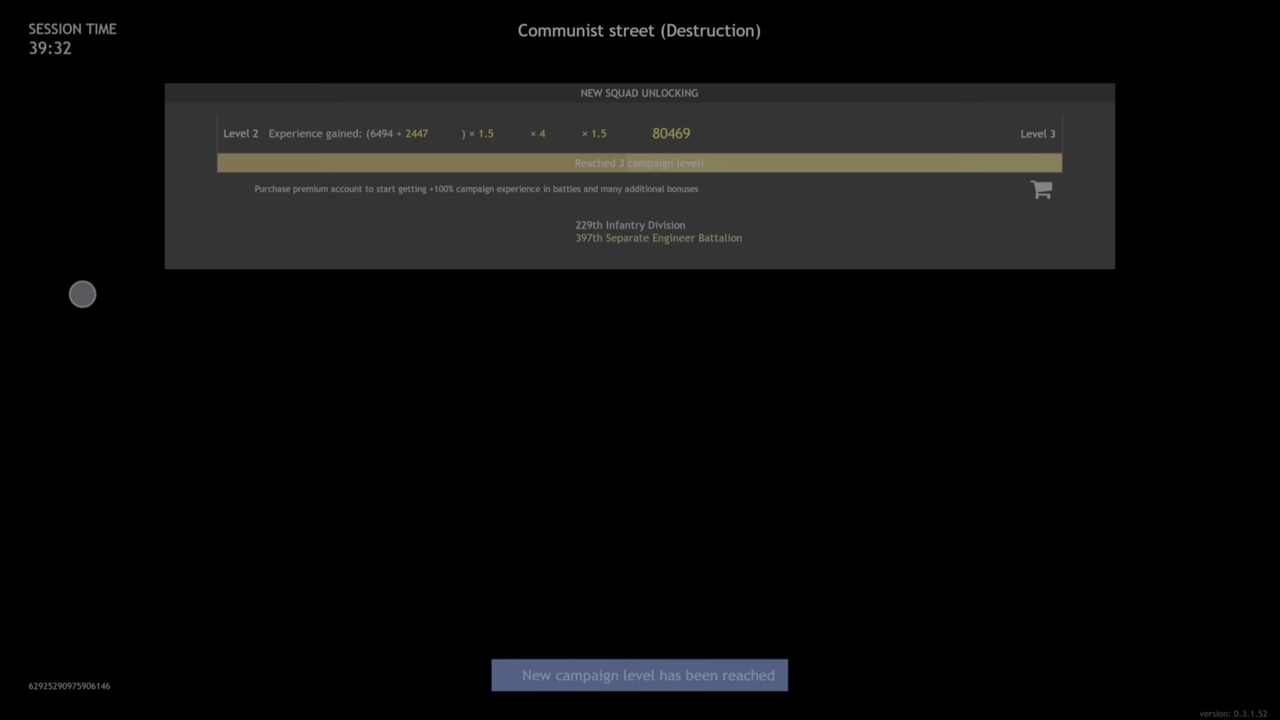 SESSION TIME
39:32
Communist street (Destruction)
NEW SQUAD UNLOCKING
Level 2 Experience gained: (6494 + 2447 ) × 1.5 × 4 × 1.5 80469 Level 3
Reached 3 campaign level!
Purchase premium account to start getting +100% campaign experience in battles and many additional bonuses
229th Infantry Division
397th Separate Engineer Battalion
New campaign level has been reached
62925290975906146
version: 0.3.1.52